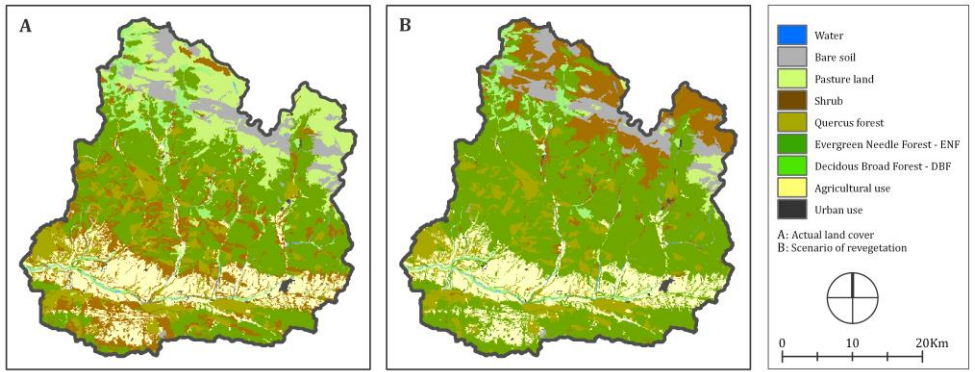 A
B
Water
Bare soil
Pasture land
Shrub
Quercus forest
Evergreen Needle Forest - ENF
Decidous Broad Forest - DBF
Agricultural use
Urban use
A: Actual land cover
B: Scenario of revegetation
0 10 20Km